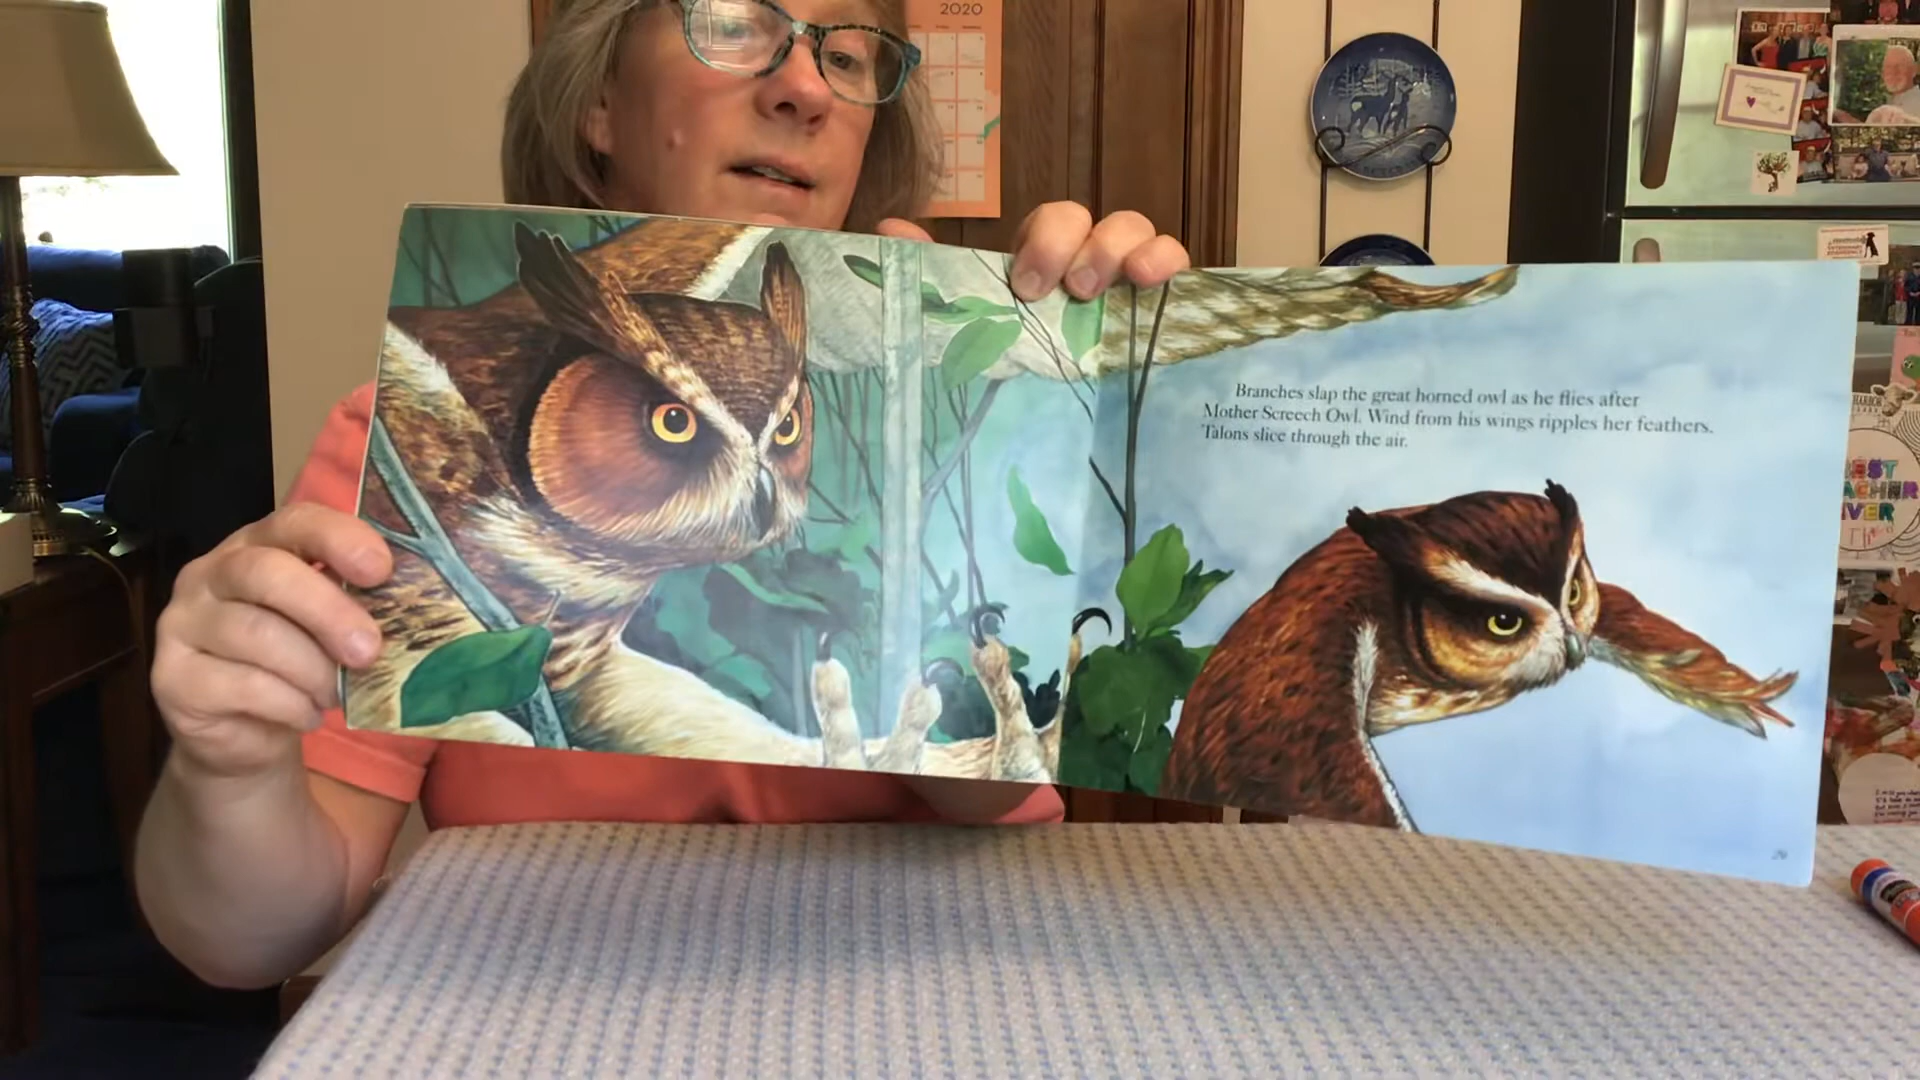 2020
Branches slap the great horned owl as he flies after
Mother Screech Owl. Wind from his wings ripples her feathers.
Talons slice through the air.